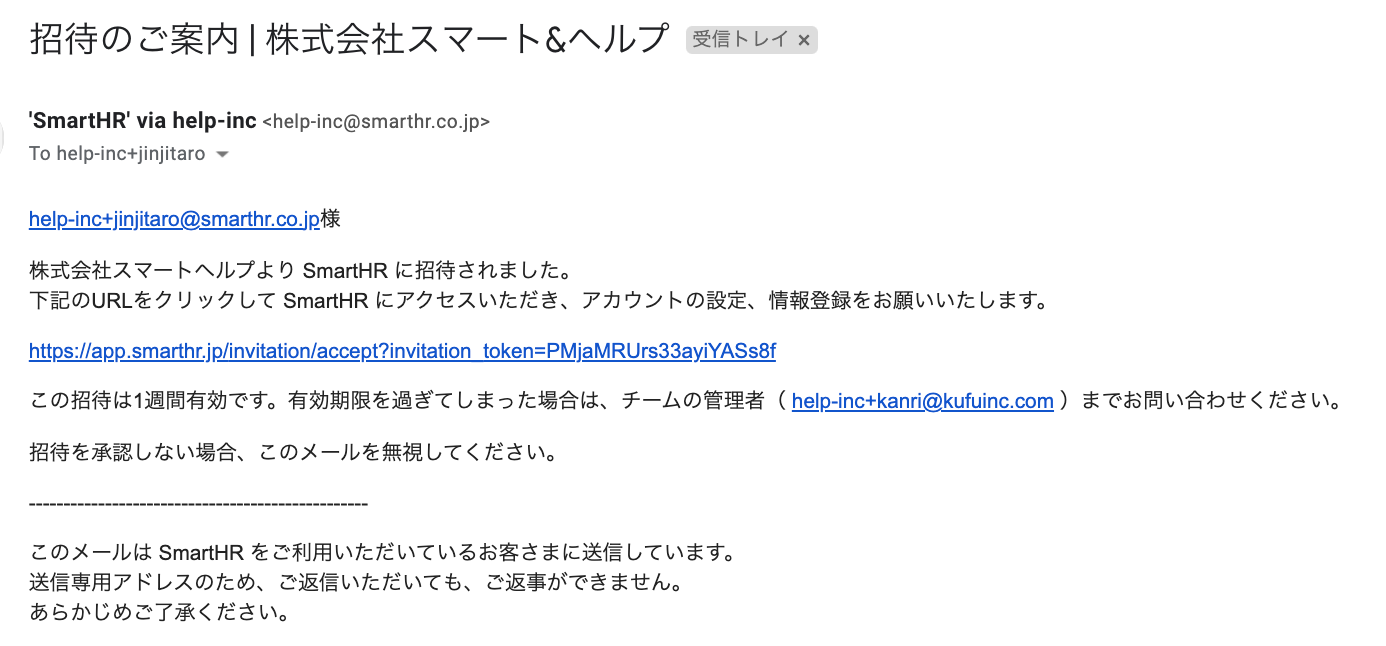 招待のご案内 | 株式会社スマート&ヘルプ 受信トレイ ×
'SmartHR' via help-inc <help-inc@smarthr.co.jp>
To help-inc+jinjitaro
help-inc+jinjitaro@smarthr.co.jp様
株式会社スマートヘルプより SmartHR に招待されました。
下記のURLをクリックして SmartHR にアクセスいただき、アカウントの設定、情報登録をお願いいたします。
https://app.smarthr.jp/invitation/accept?invitation_token=PMjaMRUrs33ayiYASs8f
この招待は1週間有効です。有効期限を過ぎてしまった場合は、チームの管理者（ help-inc+kanri@kufuinc.com ）までお問い合わせください。
招待を承認しない場合、このメールを無視してください。
-------------------------------------------------
このメールは SmartHR をご利用いただいているお客さまに送信しています。
送信専用アドレスのため、ご返信いただいても、ご返事ができません。
あらかじめご了承ください。